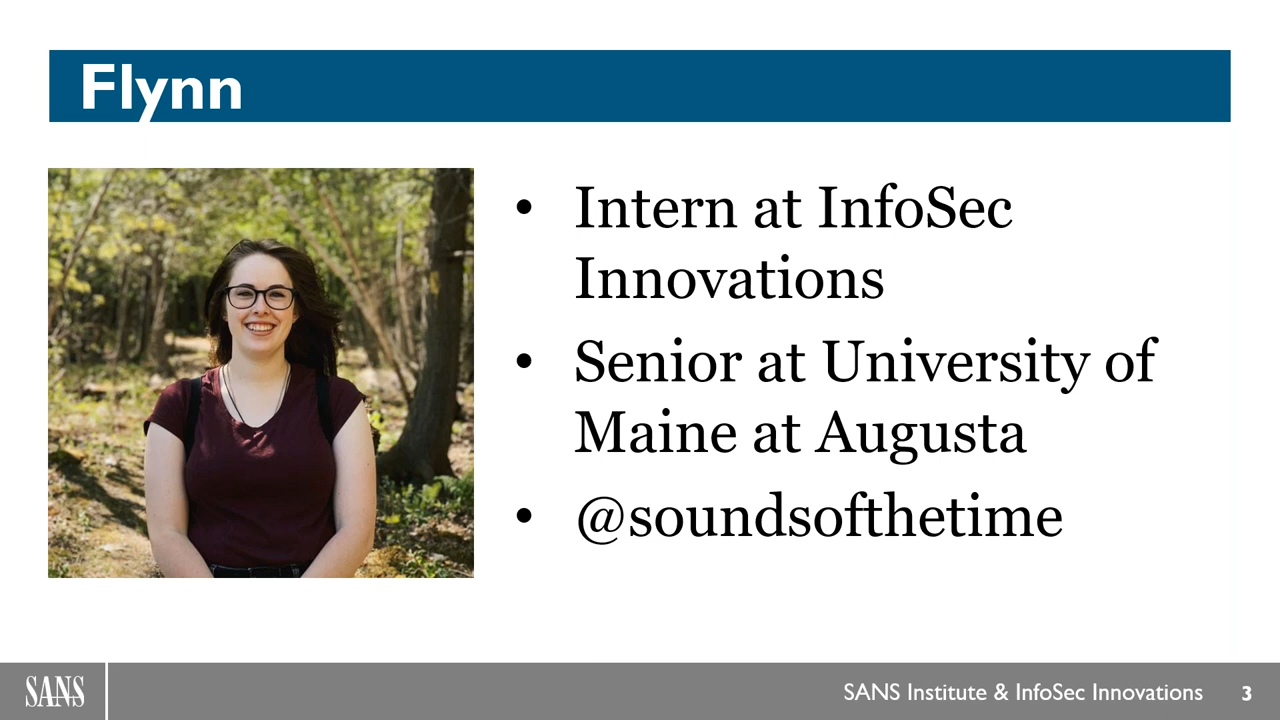 Flynn
• Intern at InfoSec
Innovations
• Senior at University of
Maine at Augusta
• @soundsofthetime
SANS
SANS Institute & InfoSec Innovations 3